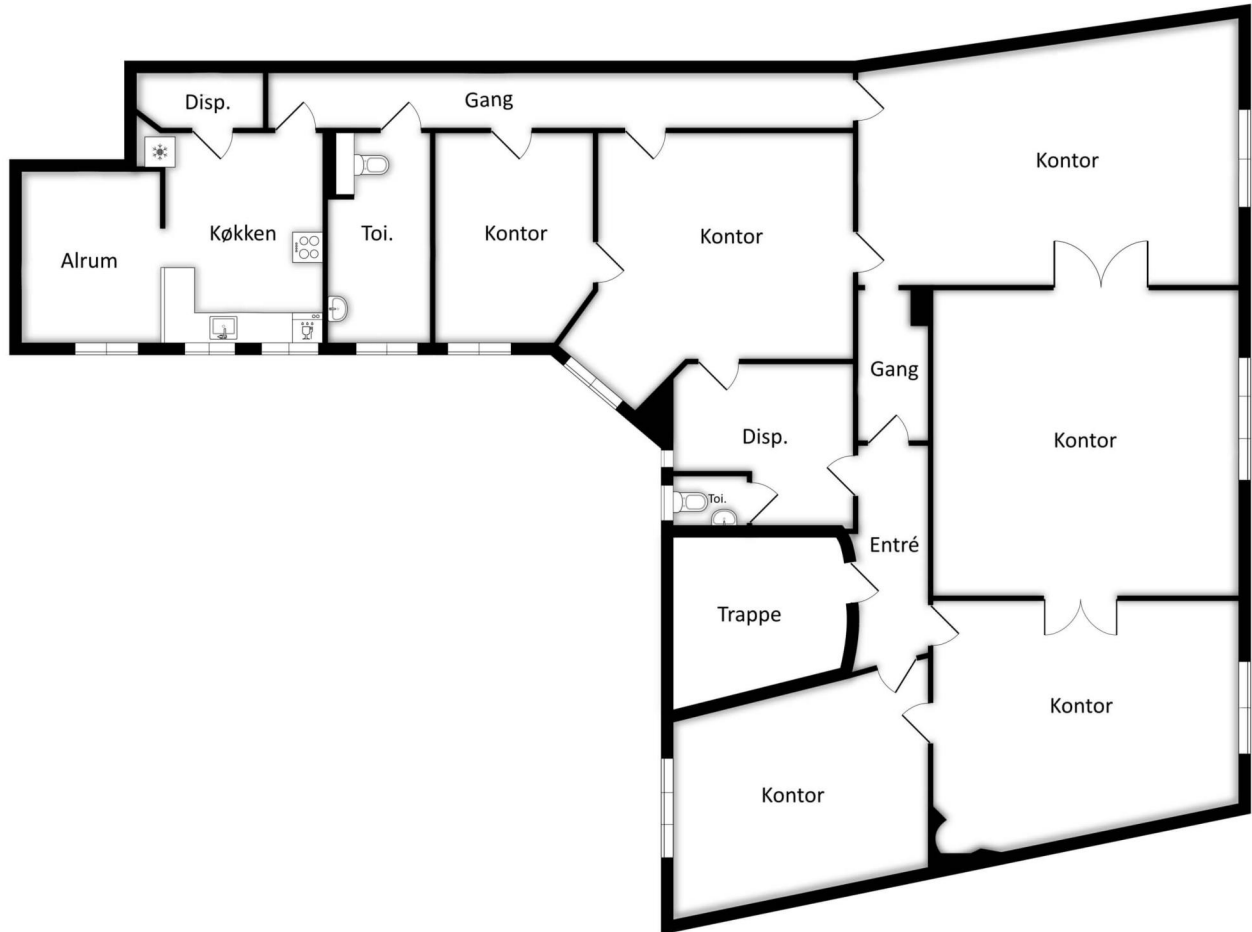 Disp.
Gang
Kontor
Alrum
Køkken
Toi.
Kontor
Kontor
Gang
Disp.
Kontor
Toi.
Entré
Trappe
Kontor
Kontor